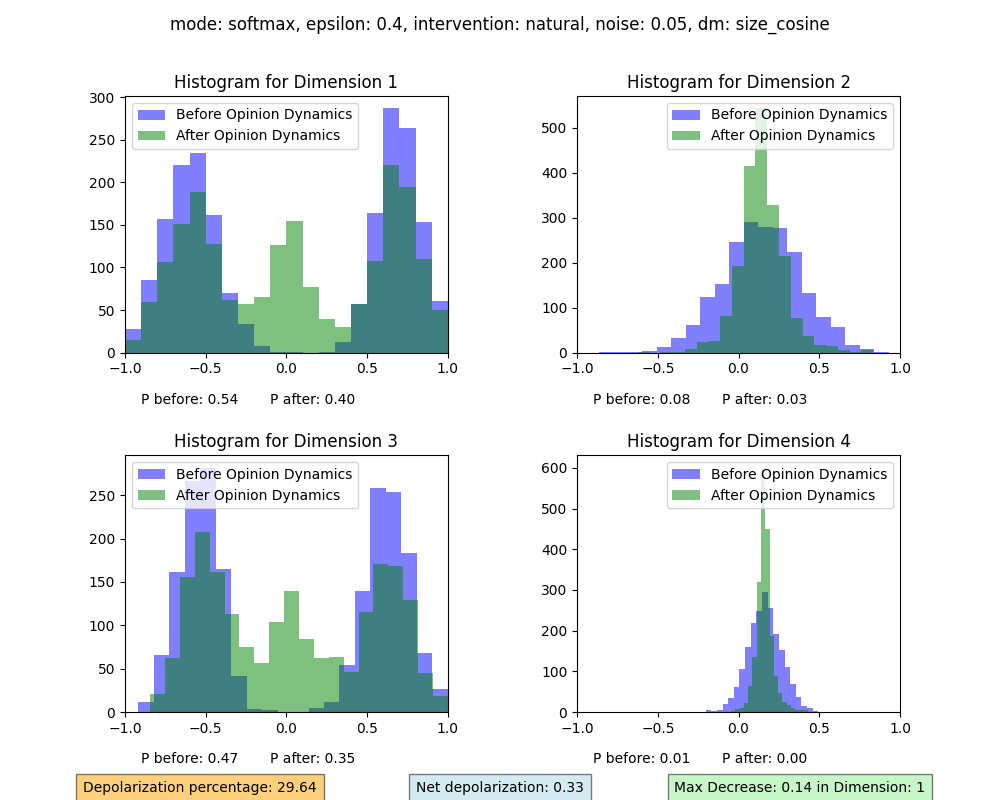 mode: softmax, epsilon: 0.4, intervention: natural, noise: 0.05, dm: size_cosine
Histogram for Dimension 1
Before Opinion Dynamics
After Opinion Dynamics
300
250
200
150
100
50
0
−1.0 −0.5 0.0 0.5 1.0
P before: 0.54 P after: 0.40
Histogram for Dimension 2
Before Opinion Dynamics
After Opinion Dynamics
500
400
300
200
100
0
−1.0 −0.5 0.0 0.5 1.0
P before: 0.08 P after: 0.03
Histogram for Dimension 3
Before Opinion Dynamics
After Opinion Dynamics
250
200
150
100
50
0
−1.0 −0.5 0.0 0.5 1.0
P before: 0.47 P after: 0.35
Histogram for Dimension 4
Before Opinion Dynamics
After Opinion Dynamics
600
500
400
300
200
100
0
−1.0 −0.5 0.0 0.5 1.0
P before: 0.01 P after: 0.00
Depolarization percentage: 29.64
Net depolarization: 0.33
Max Decrease: 0.14 in Dimension: 1